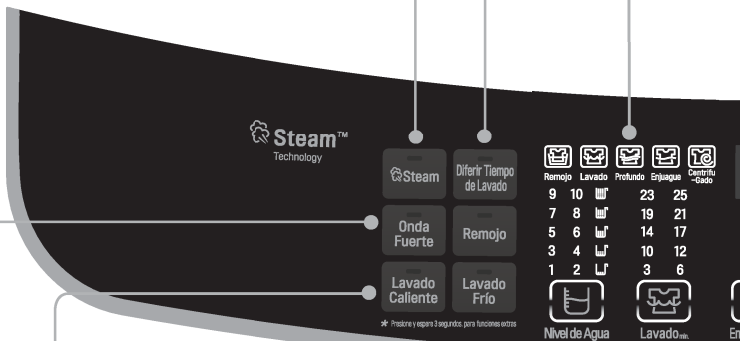 Steam™
Technology
Steam
Diferir Tiempo
de Lavado
Onda
Fuerte
Remojo
Lavado
Caliente
Lavado
Frío
* Presione y espere 3 segundos para funciones extras
Remojo Lavado Profundo Enjuague Centrifu
-Gado
9 10 23 25
7 8 19 21
5 6 14 17
3 4 10 12
1 2 3 6
Nivel de Agua
Lavado min.
En